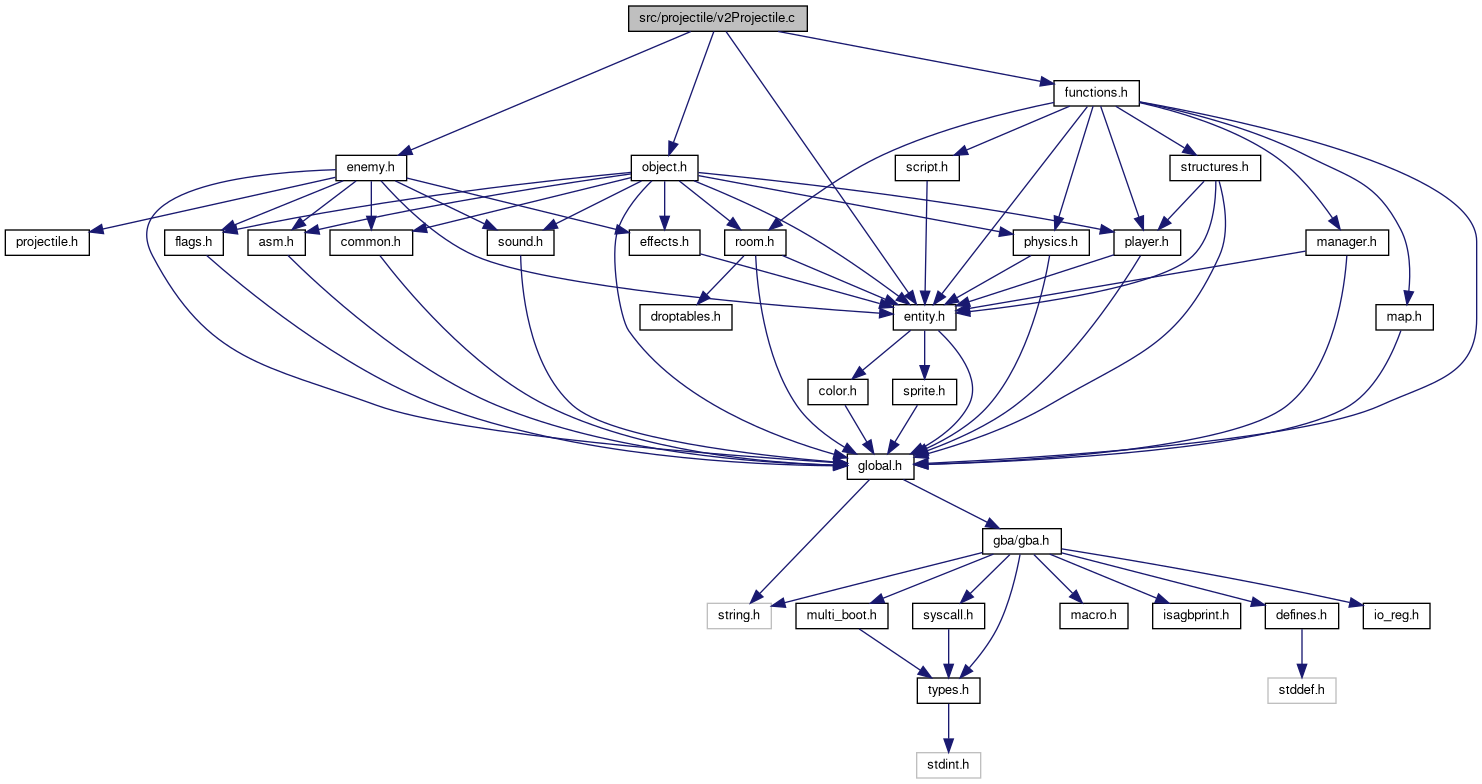 src/projectile/v2Projectile.c
functions.h
enemy.h
object.h
script.h
structures.h
projectile.h
flags.h
asm.h
common.h
sound.h
effects.h
room.h
physics.h
player.h
manager.h
droptables.h
entity.h
map.h
color.h
sprite.h
global.h
gba/gba.h
string.h
multi_boot.h
syscall.h
macro.h
isagbprint.h
defines.h
io_reg.h
types.h
stddef.h
stdint.h